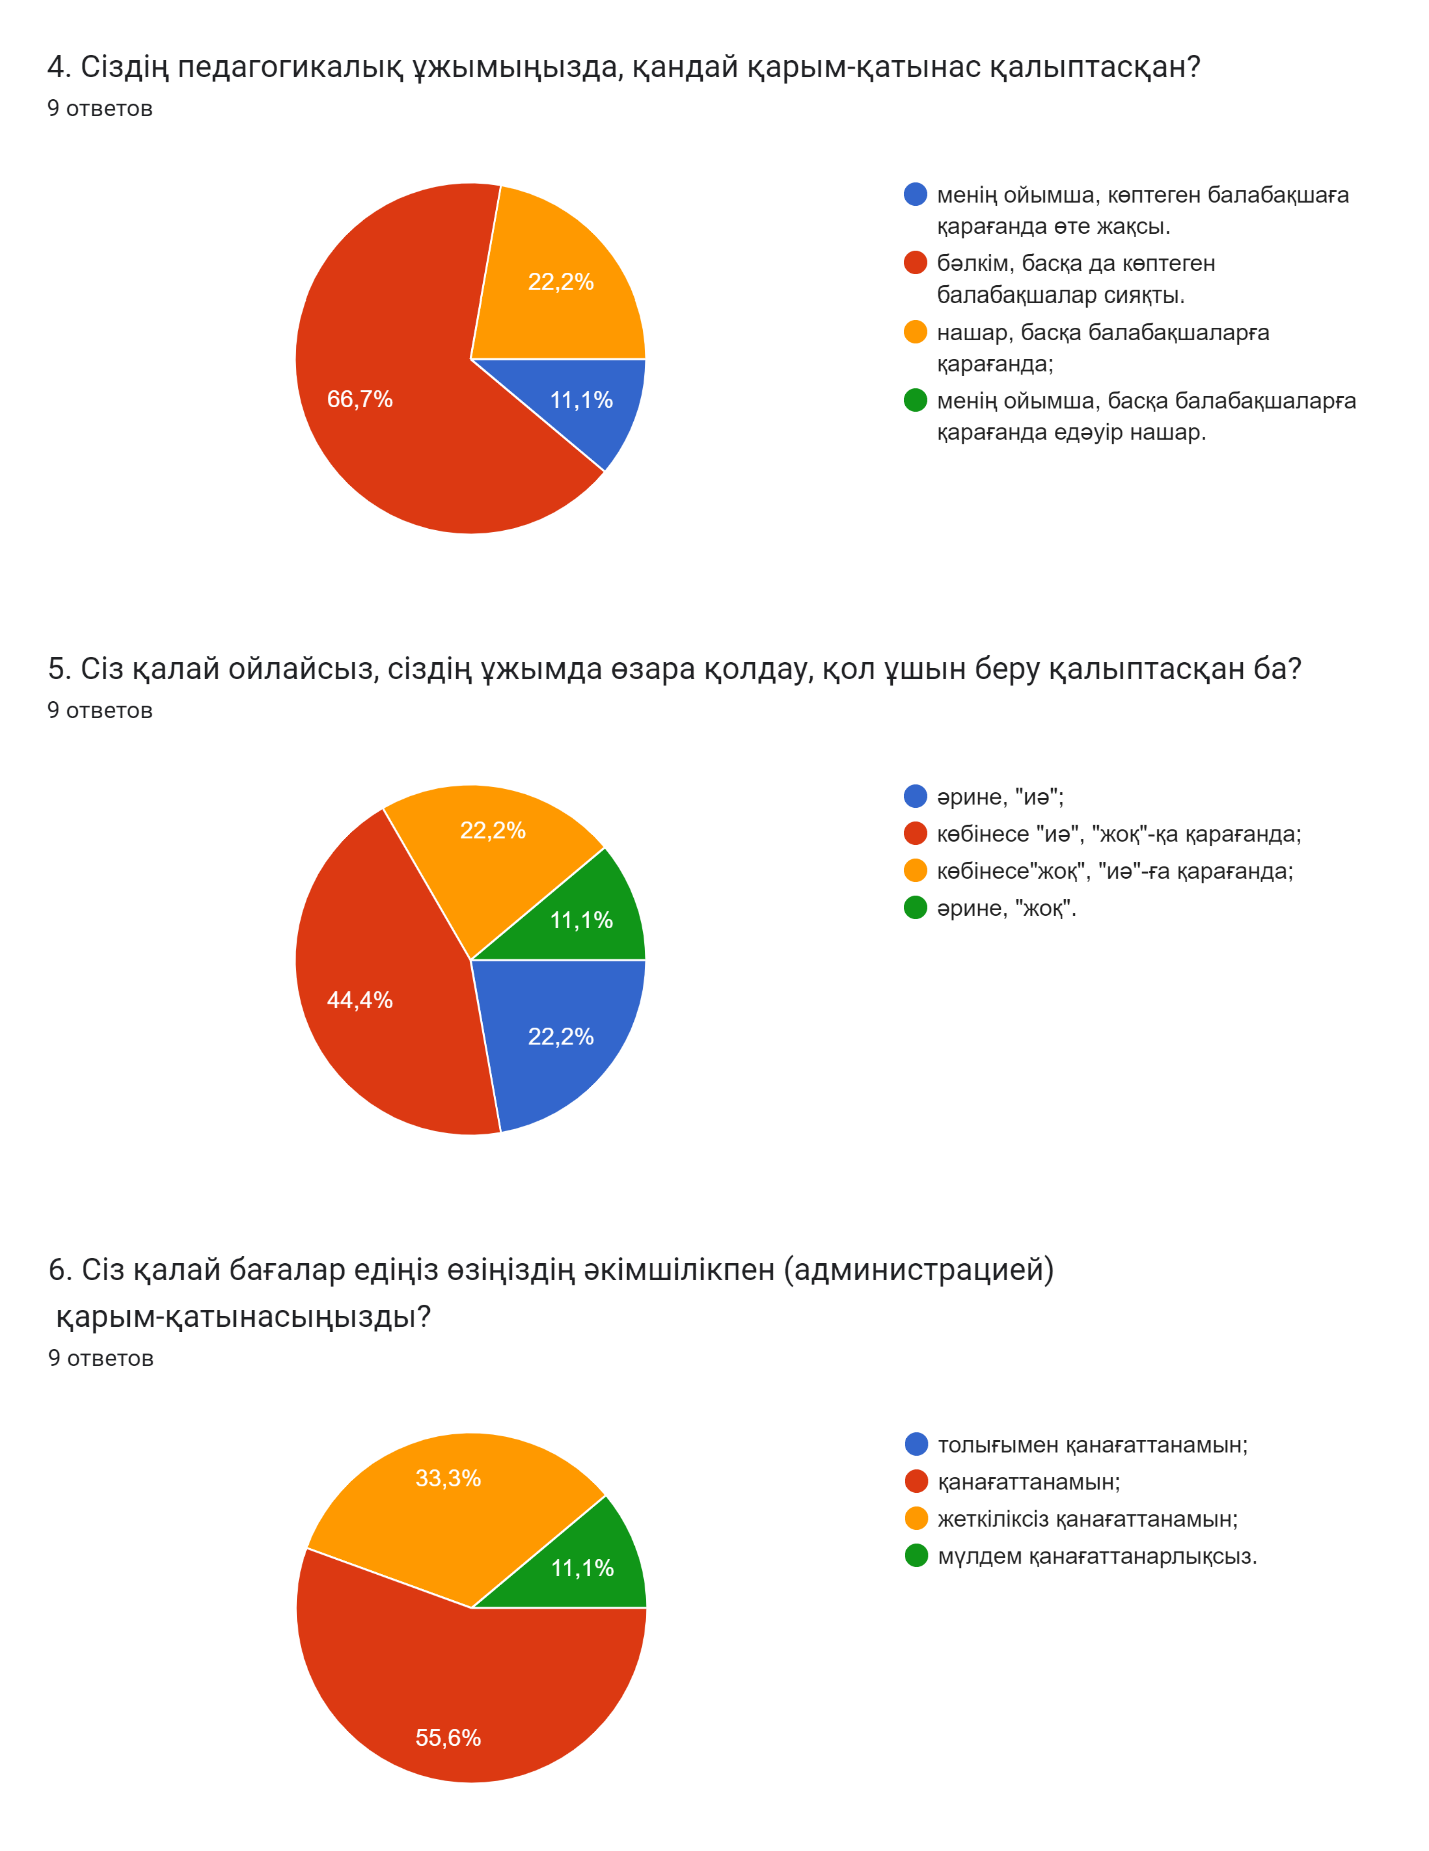 4. Сіздің педагогикалық ұжымыңызда, қандай қарым-қатынас қалыптасқан?
9 ответов
22,2%
66,7%
11,1%
менің ойымша, көптеген балабақшаға
қарағанда өте жақсы.
бәлкім, басқа да көптеген
балабақшалар сияқты.
нашар, басқа балабақшаларға
қарағанда;
менің ойымша, басқа балабақшаларға
қарағанда едәуір нашар.
5. Сіз қалай ойлайсыз, сіздің ұжымда өзара қолдау, қол ұшын беру қалыптасқан ба?
9 ответов
22,2%
11,1%
44,4%
22,2%
әрине, "иә";
көбінесе "иә", "жоқ"-қа қарағанда;
көбінесе"жоқ", "иә"-ға қарағанда;
әрине, "жоқ".
6. Сіз қалай бағалар едіңіз өзіңіздің әкімшілікпен (администрацией)
қарым-қатынасыңызды?
9 ответов
33,3%
11,1%
55,6%
толығымен қанағаттанамын;
қанағаттанамын;
жеткіліксіз қанағаттанамын;
мүлдем қанағаттанарлықсыз.